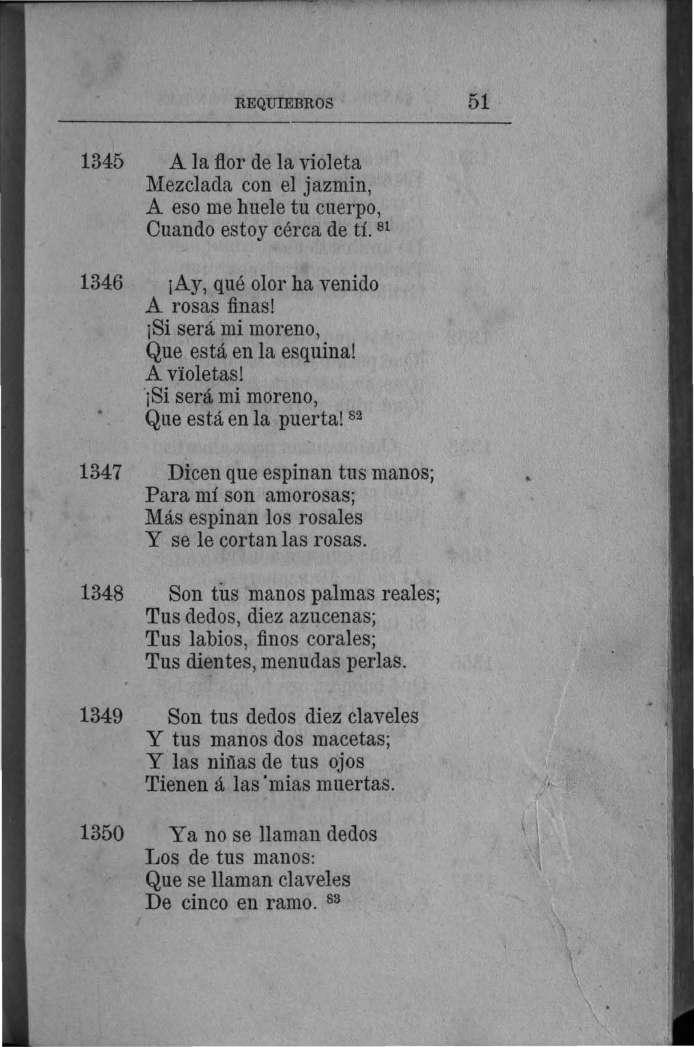 REQUIEBROS 51
1345 A la flor de la violeta
Mezclada con el jazmin,
A eso me huele tu cuerpo,
Cuando estoy cérca de tí. 81
1346 ¡Ay, qué olor ha venido
A rosas finas!
¡Si será mi moreno,
Que está en la esquina!
A vïoletas!
¡Si será mi moreno,
Que está en la puerta! 82
1347 Dicen que espinan tus manos;
Para mí son amorosas;
Más espinan los rosales
Y se le cortan las rosas.
1348 Son tus manos palmas reales;
Tus dedos, diez azucenas;
Tus labios, finos corales;
Tus dientes, menudas perlas.
1349 Son tus dedos diez claveles
Y tus manos dos macetas;
Y las niñas de tus ojos
Tienen á las mias muertas.
1350 Ya no se llaman dedos
Los de tus manos:
Que se llaman claveles
De cinco en ramo. 83